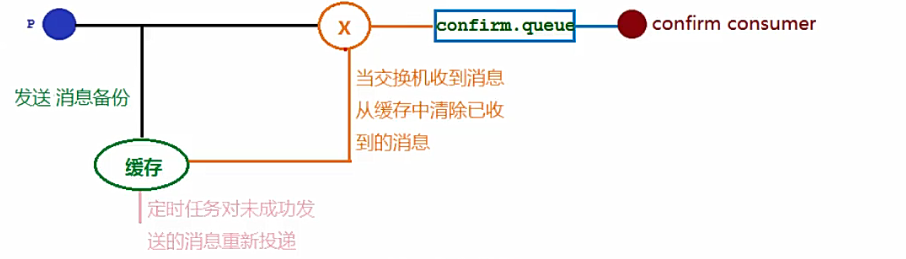 P
X
confirm.queue
confirm consumer
发送 消息备份
当交换机收到消息
从缓存中清除已收
到的消息
缓存
定时任务对未成功发
送的消息重新投递